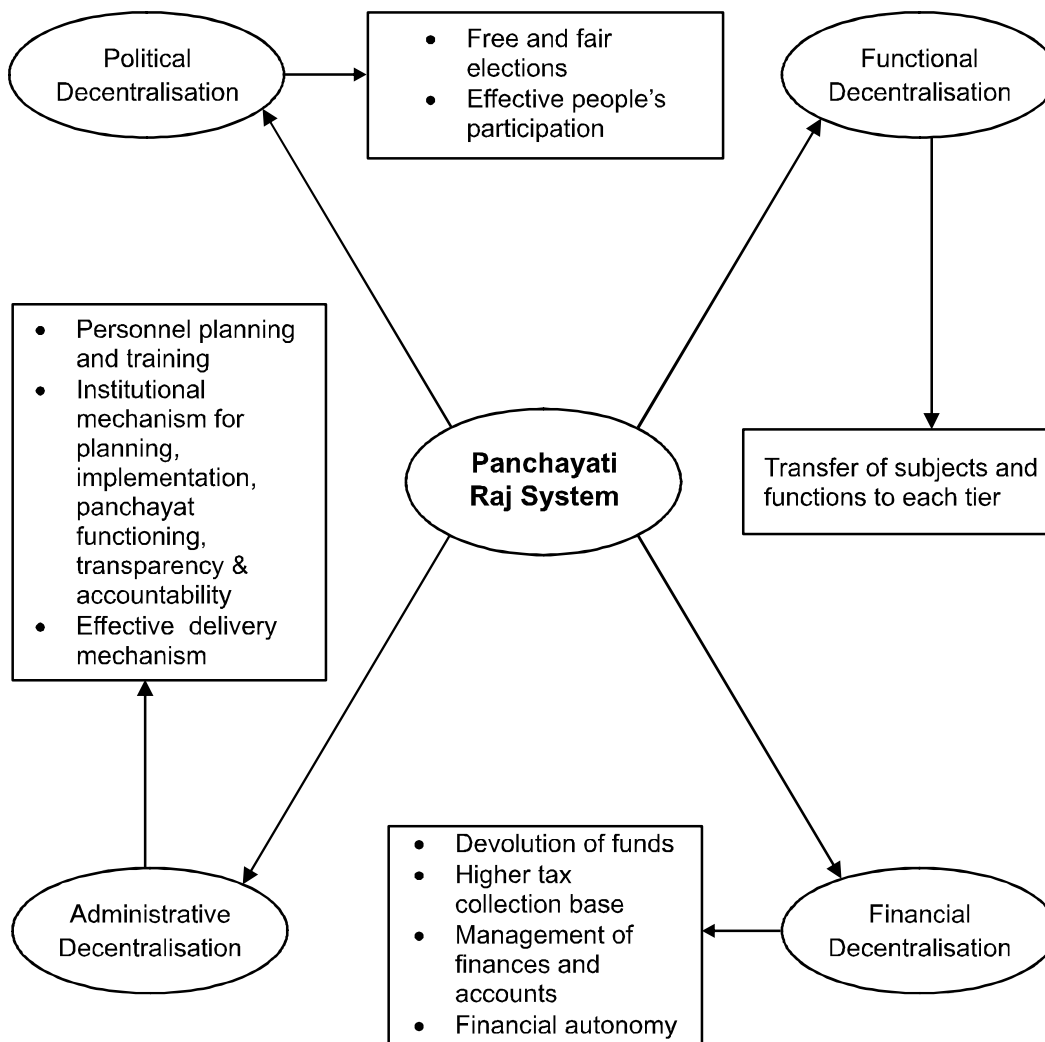 Political
Decentralisation
• Free and fair
elections
• Effective people's
participation
Functional
Decentralisation
• Personnel planning
and training
• Institutional
mechanism for
planning,
implementation,
panchayat
functioning,
transparency &
accountability
• Effective delivery
mechanism
Panchayati
Raj System
Transfer of subjects and
functions to each tier
Administrative
Decentralisation
• Devolution of funds
• Higher tax
collection base
• Management of
finances and
accounts
• Financial autonomy
Financial
Decentralisation